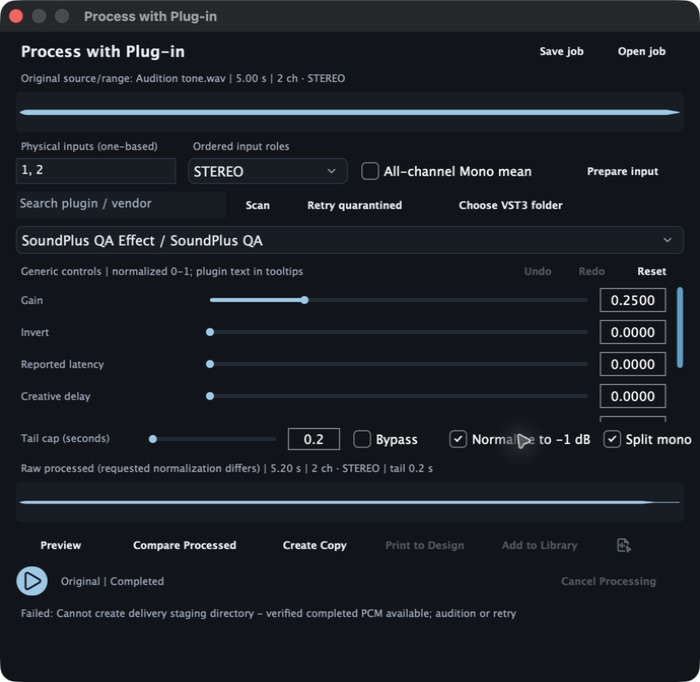 Process with Plug-in
Process with Plug-in Save job Open job
Original source/range: Audition tone.wav | 5.00 s | 2 ch · STEREO
Physical inputs (one-based) Ordered input roles
1, 2 STEREO All-channel Mono mean Prepare input
Search plugin / vendor Scan Retry quarantined Choose VST3 folder
SoundPlus QA Effect / SoundPlus QA
Generic controls | normalized 0-1; plugin text in tooltips Undo Redo Reset
Gain 0.2500
Invert 0.0000
Reported latency 0.0000
Creative delay 0.0000
Tail cap (seconds) 0.2 Bypass Normalize to -1 dB Split mono
Raw processed (requested normalization differs) | 5.20 s | 2 ch · STEREO | tail 0.2 s
Preview Compare Processed Create Copy Print to Design Add to Library
Original | Completed Cancel Processing
Failed: Cannot create delivery staging directory – verified completed PCM available; audition or retry